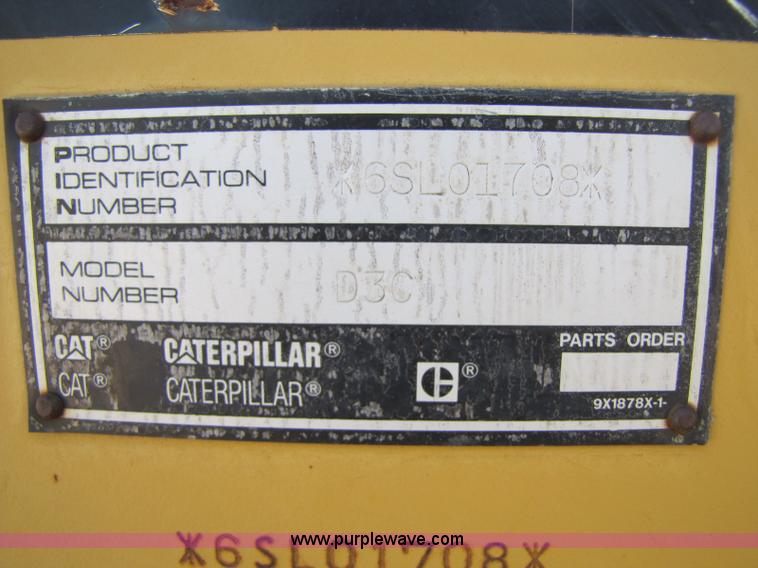 PRODUCT
IDENTIFICATION
NUMBER
*6SL01708*
MODEL
NUMBER
D3C
CAT® CATERPILLAR®
CAT® CATERPILLAR®
C ®
PARTS ORDER
9X1878X-1-
www.purplewave.com
*6SL01708*